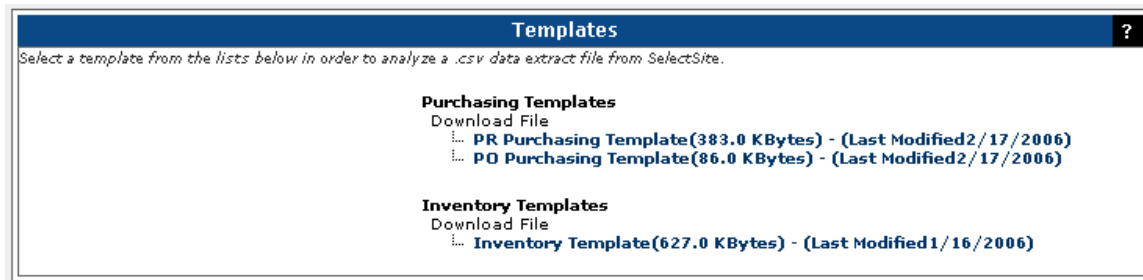 Templates
?
Select a template from the lists below in order to analyze a .csv data extract file from SelectSite.
Purchasing Templates
Download File
PR Purchasing Template(383.0 KBytes) - (Last Modified2/17/2006)
PO Purchasing Template(86.0 KBytes) - (Last Modified2/17/2006)
Inventory Templates
Download File
Inventory Template(627.0 KBytes) - (Last Modified1/16/2006)